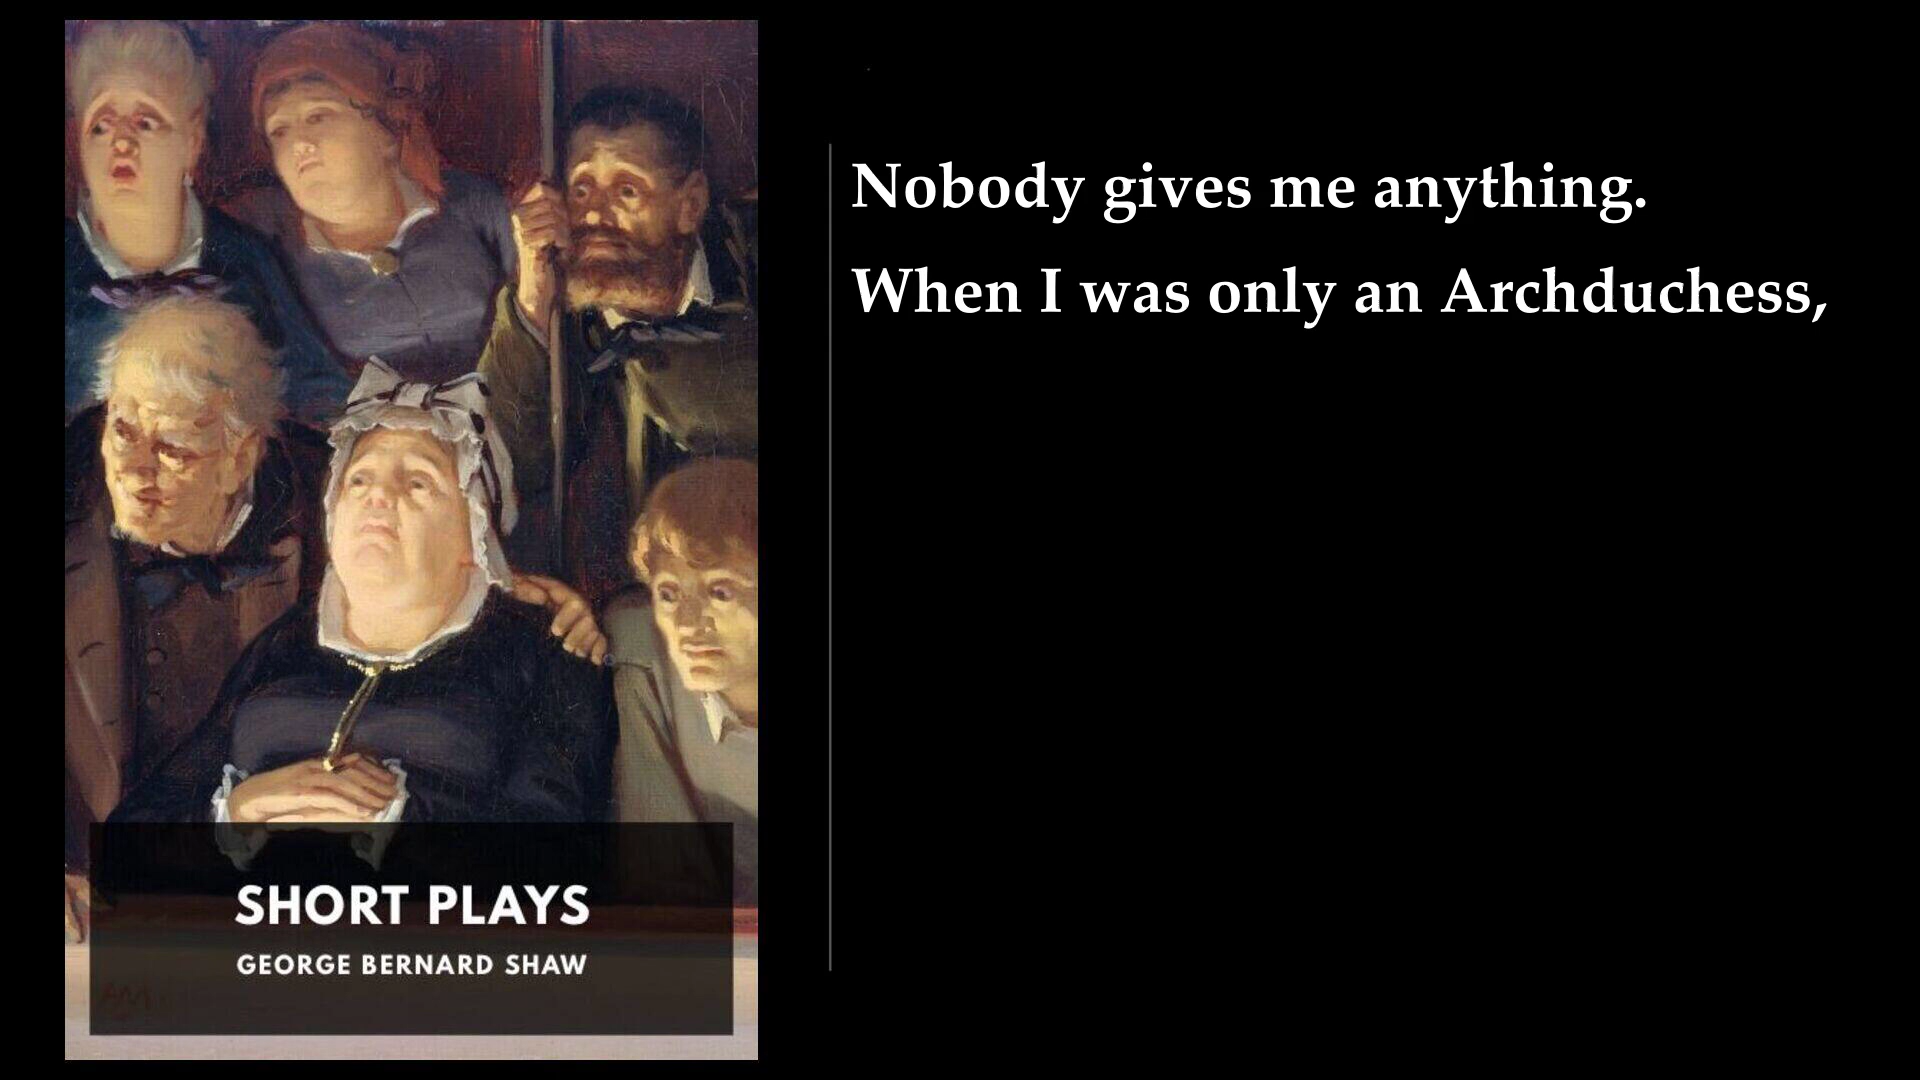 Nobody gives me anything.
When I was only an Archduchess,
SHORT PLAYS
GEORGE BERNARD SHAW